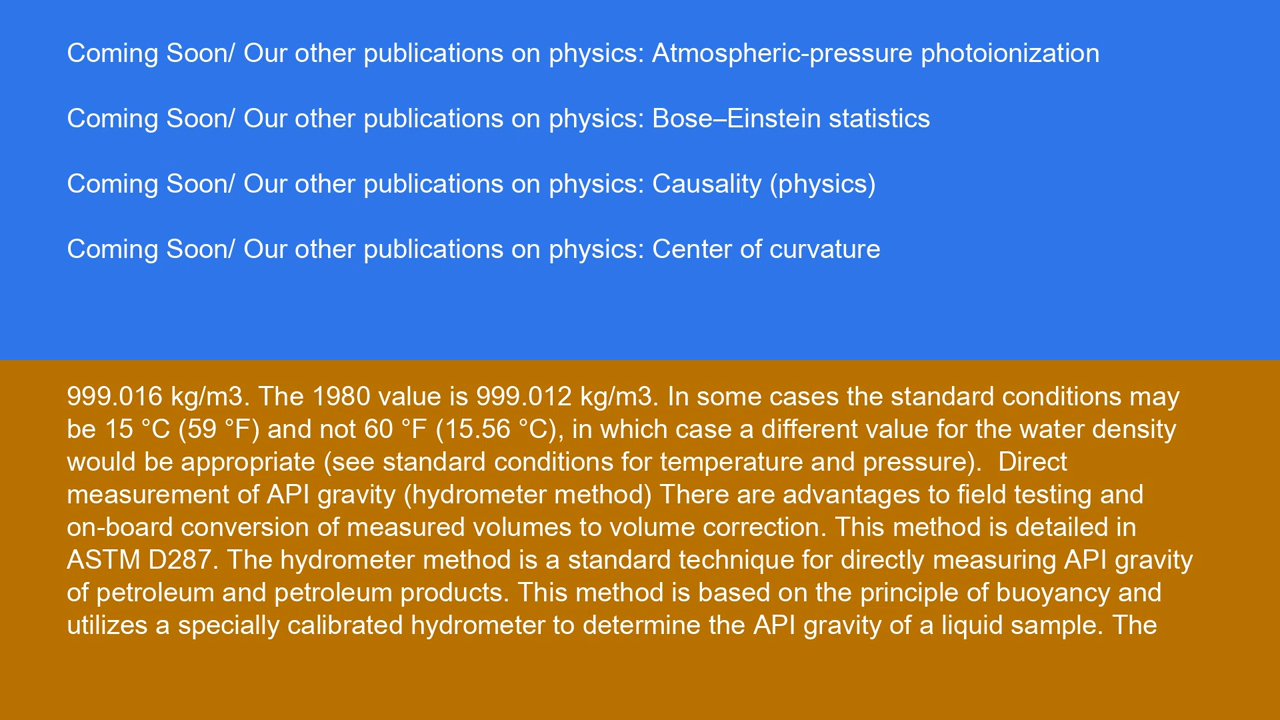 Coming Soon/ Our other publications on physics: Atmospheric-pressure photoionization
Coming Soon/ Our other publications on physics: Bose–Einstein statistics
Coming Soon/ Our other publications on physics: Causality (physics)
Coming Soon/ Our other publications on physics: Center of curvature
999.016 kg/m3. The 1980 value is 999.012 kg/m3. In some cases the standard conditions may
be 15 °C (59 °F) and not 60 °F (15.56 °C), in which case a different value for the water density
would be appropriate (see standard conditions for temperature and pressure).  Direct
measurement of API gravity (hydrometer method) There are advantages to field testing and
on-board conversion of measured volumes to volume correction. This method is detailed in
ASTM D287. The hydrometer method is a standard technique for directly measuring API gravity
of petroleum and petroleum products. This method is based on the principle of buoyancy and
utilizes a specially calibrated hydrometer to determine the API gravity of a liquid sample. The